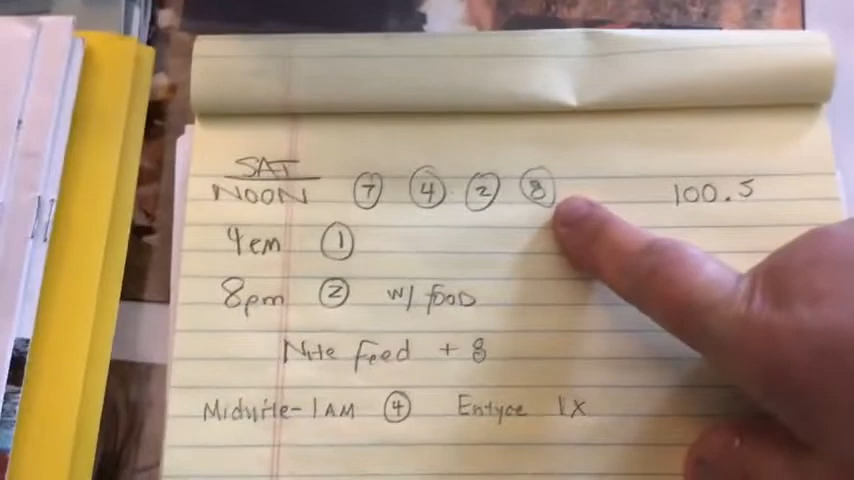 SAT
NOON 7 4 2 8 100.5
4pm 1
8pm 2 w/ food
Nite feed + 8
Midnite-1AM 4 Entyce 1x